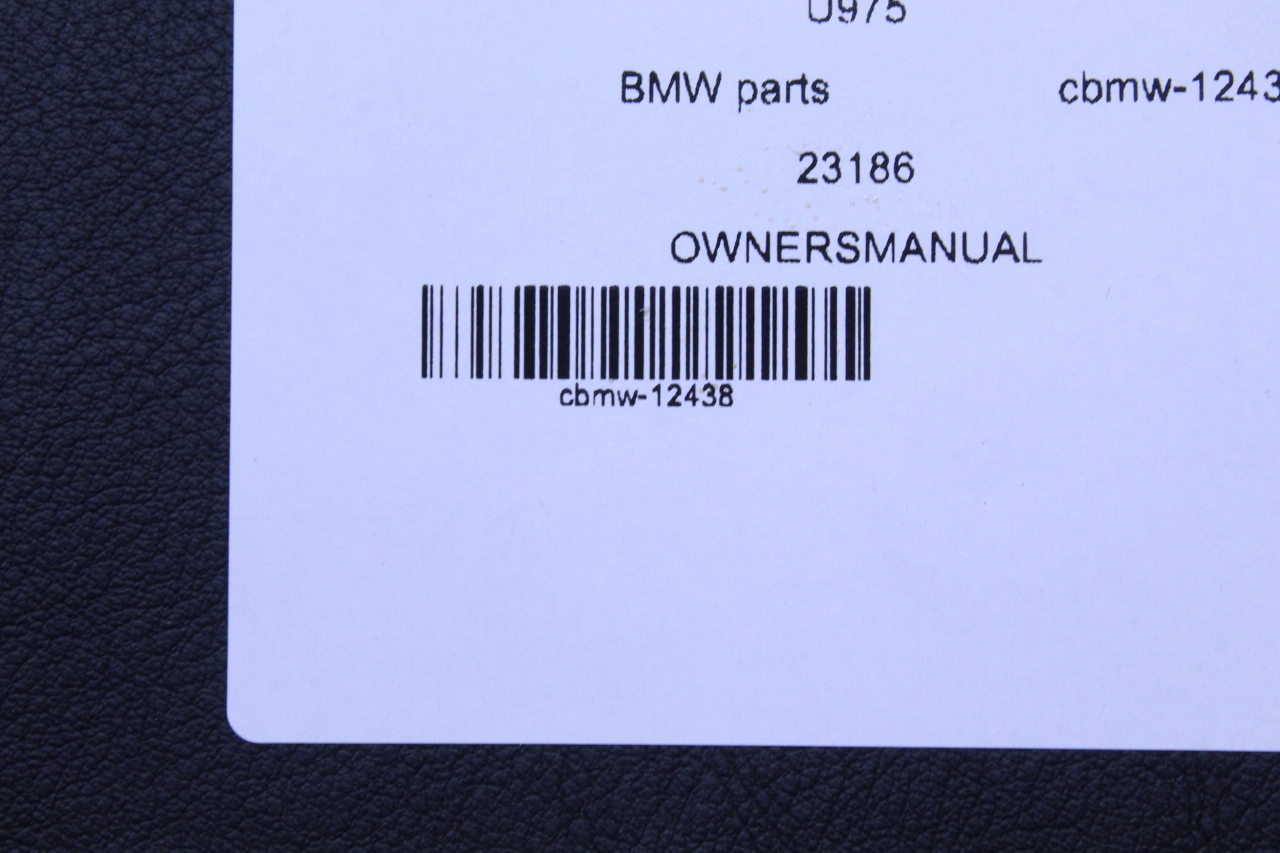 U975
BMW parts cbmw-1243
23186
OWNERSMANUAL
cbmw-12438